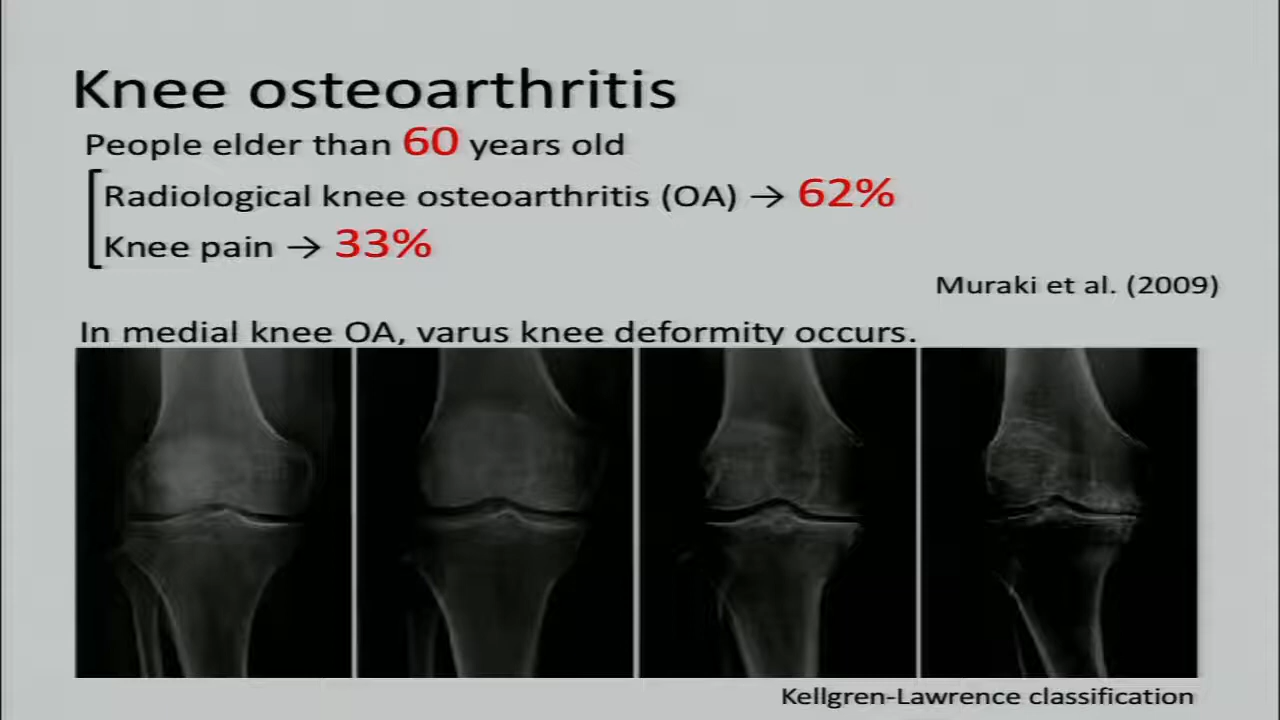 Knee osteoarthritis
People elder than 60 years old
Radiological knee osteoarthritis (OA) → 62%
Knee pain → 33%
Muraki et al. (2009)
In medial knee OA, varus knee deformity occurs.
Kellgren-Lawrence classification